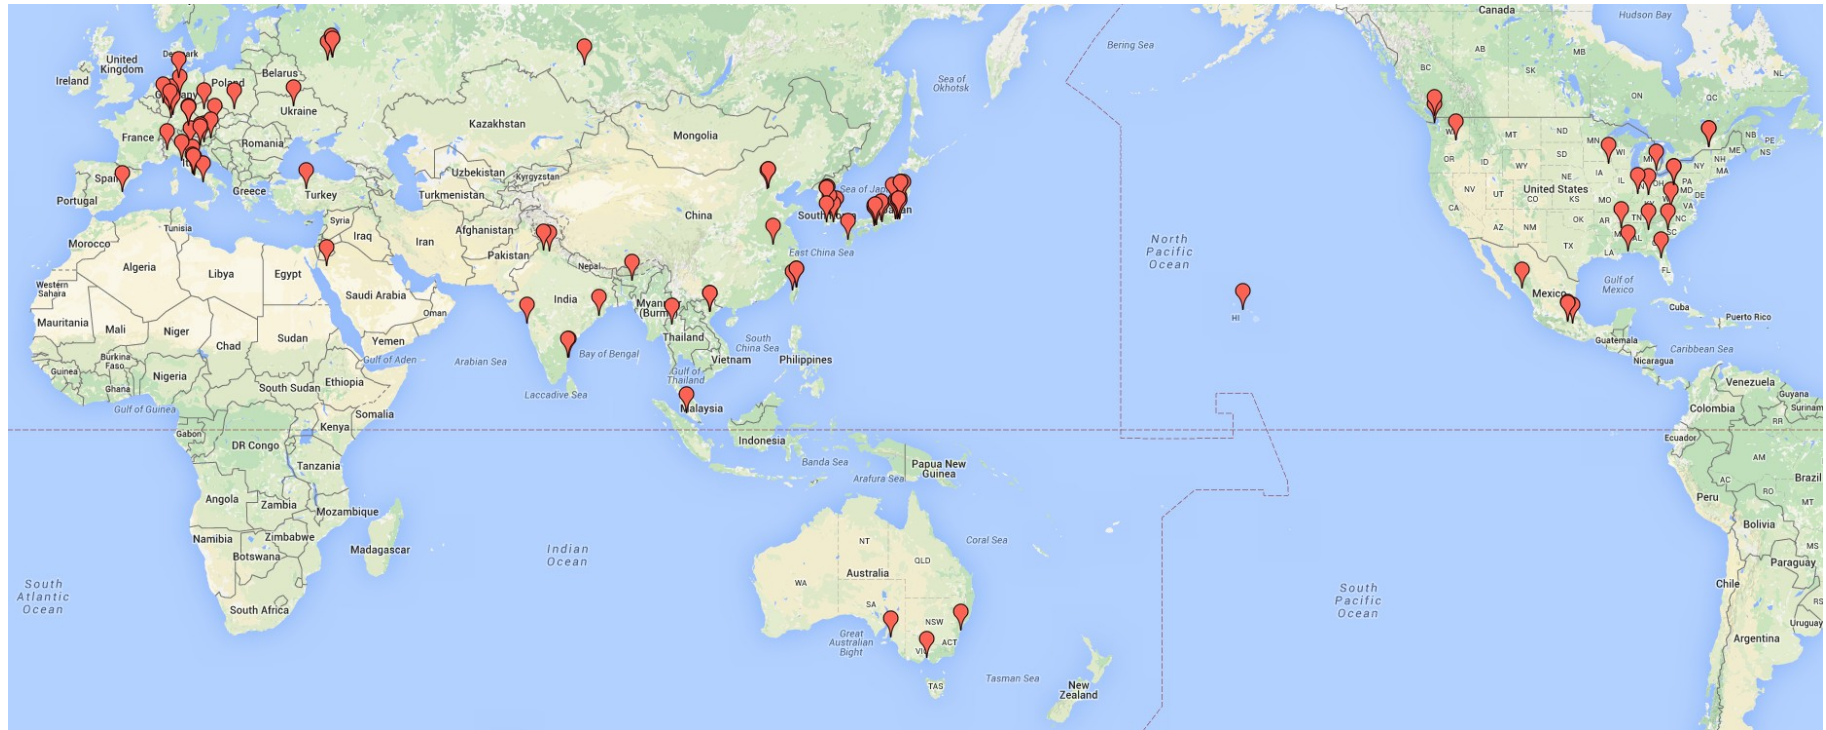 Canada
Hudson Bay
Bering Sea
Sea of
Okhotsk
United
Kingdom
Ireland
Belarus
Poland
Ukraine
France
Romania
Kazakhstan
Mongolia
Uzbekistan
Kyrgyzstan
Turkmenistan
Greece
Turkey
Portugal
China
Syria
Iraq
Iran
Afghanistan
Pakistan
Nepal
East China Sea
Morocco
Tunisia
Algeria
Libya
Egypt
Western
Sahara
Saudi Arabia
Oman
India
(Burma)
Mauritania
Mali
Niger
Chad
Sudan
Yemen
Gulf of Aden
Arabian Sea
Bay of Bengal
Thailand
Vietnam
South
China Sea
Philippines
Gulf of
Thailand
Burkina
Faso
Guinea
Ghana
Nigeria
South Sudan
Ethiopia
Somalia
Laccadive Sea
Malaysia
Gulf of Guinea
Gabon
DR Congo
Kenya
Tanzania
Indonesia
Banda Sea
Arafura Sea
Papua New
Guinea
Angola
Zambia
Mozambique
Namibia
Zimbabwe
Botswana
Madagascar
South Africa
Indian
Ocean
South
Atlantic
Ocean
NT
QLD
Coral Sea
Australia
WA
SA
NSW
ACT
Great
Australian
Bight
TAS
Tasman Sea
New
Zealand
North
Pacific
Ocean
HI
South
Pacific
Ocean
AB
MB
BC
SK
ON
QC
NL
NB
PE
NS
ME
NH
MA
NY
MT
ND
MN
WI
OR
ID
WY
SD
IA
NE
IL
PA
MD
DE
NV
UT
CO
United States
KS
VA
CA
AZ
NM
OK
AR
TN
NC
SC
TX
LA
FL
Gulf of
Mexico
Mexico
Cuba
Puerto Rico
Guatemala
Caribbean Sea
Nicaragua
Venezuela
Guyana
Colombia
Surinam
RR
Ecuador
AM
AC
RO
Peru
Brazil
MT
Bolivia
MS
Paraguay
Chile
RS
Uruguay
Argentina